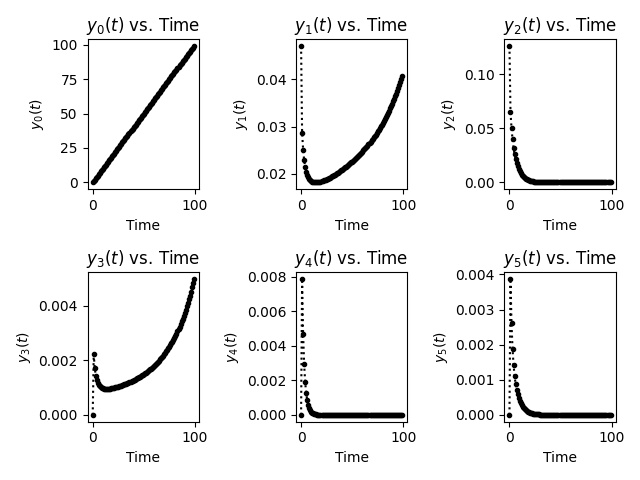 y₀(t) vs. Time
y₁(t) vs. Time
y₂(t) vs. Time
100
75
50
25
0
y₀(t)
0
100
Time
0.04
0.03
0.02
y₁(t)
0
100
Time
0.10
0.05
0.00
y₂(t)
0
100
Time
y₃(t) vs. Time
y₄(t) vs. Time
y₅(t) vs. Time
0.004
0.002
0.000
y₃(t)
0
100
Time
0.008
0.006
0.004
0.002
0.000
y₄(t)
0
100
Time
0.004
0.003
0.002
0.001
0.000
y₅(t)
0
100
Time